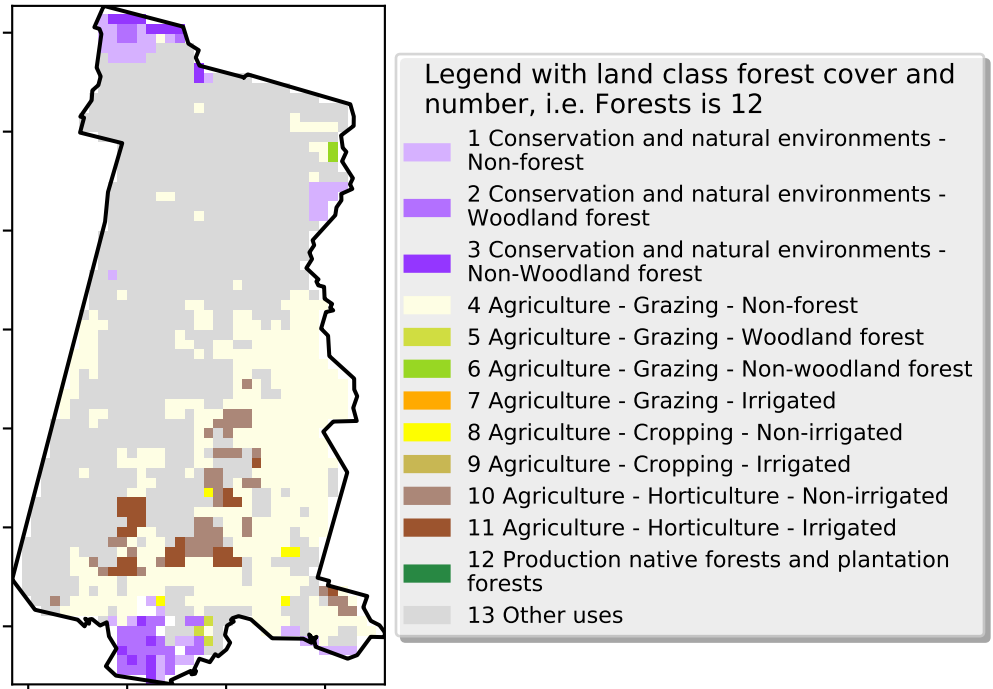 Legend with land class forest cover and
number, i.e. Forests is 12
1 Conservation and natural environments -
Non-forest
2 Conservation and natural environments -
Woodland forest
3 Conservation and natural environments -
Non-Woodland forest
4 Agriculture - Grazing - Non-forest
5 Agriculture - Grazing - Woodland forest
6 Agriculture - Grazing - Non-woodland forest
7 Agriculture - Grazing - Irrigated
8 Agriculture - Cropping - Non-irrigated
9 Agriculture - Cropping - Irrigated
10 Agriculture - Horticulture - Non-irrigated
11 Agriculture - Horticulture - Irrigated
12 Production native forests and plantation
forests
13 Other uses